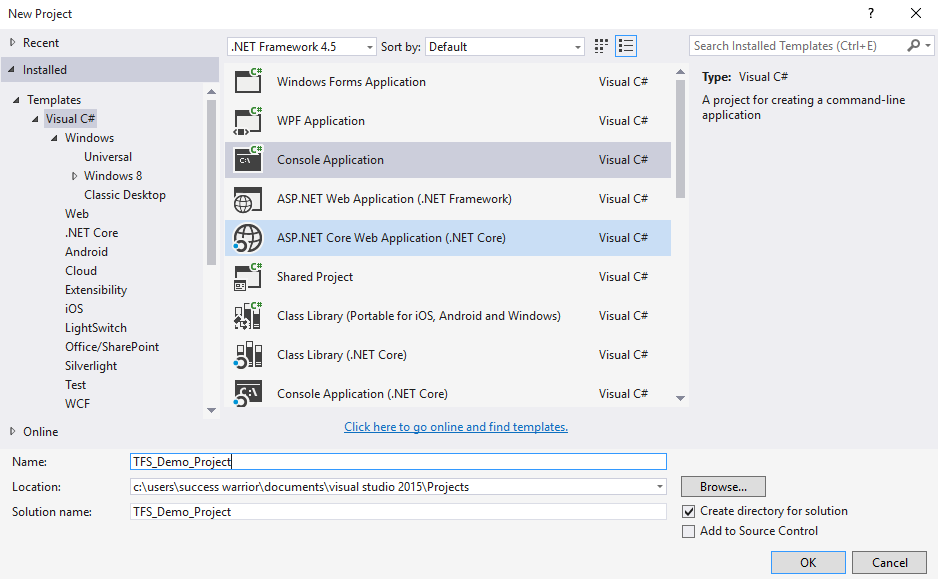 New Project
? 
Recent
Installed
Templates
Visual C#
Windows
Universal
Windows 8
Classic Desktop
Web
.NET Core
Android
Cloud
Extensibility
iOS
LightSwitch
Office/SharePoint
Silverlight
Test
WCF
Online
.NET Framework 4.5 Sort by: Default
Windows Forms Application Visual C#
WPF Application Visual C#
Console Application Visual C#
ASP.NET Web Application (.NET Framework) Visual C#
ASP.NET Core Web Application (.NET Core) Visual C#
Shared Project Visual C#
Class Library (Portable for iOS, Android and Windows) Visual C#
Class Library (.NET Core) Visual C#
Console Application (.NET Core) Visual C#
Click here to go online and find templates.
Search Installed Templates (Ctrl+E)
Type: Visual C#
A project for creating a command-line
application
Name: TFS_Demo_Project
Location: c:\users\success warrior\documents\visual studio 2015\Projects Browse...
Solution name: TFS_Demo_Project
Create directory for solution
Add to Source Control
OK Cancel